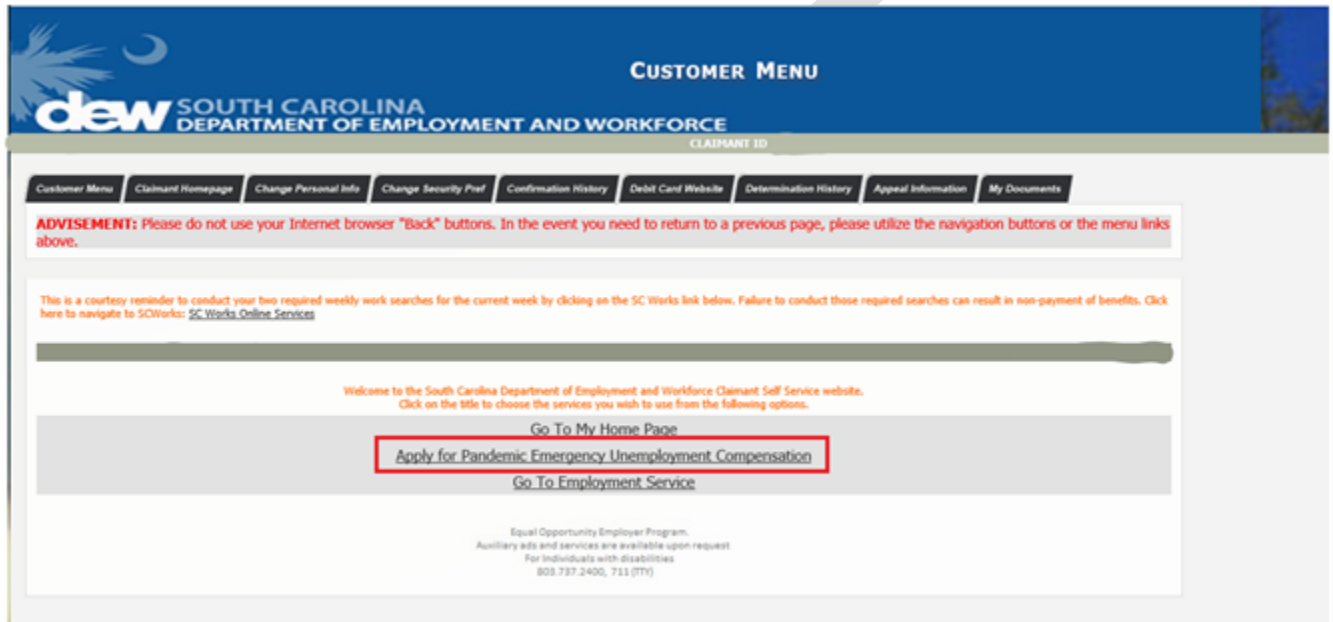 CUSTOMER MENU
dew SOUTH CAROLINA
DEPARTMENT OF EMPLOYMENT AND WORKFORCE
CLAIMANT ID
Customer Menu Claimant Homepage Change Personal Info Change Security Pref Confirmation History Debit Card Website Determination History Appeal Information My Documents
ADVISEMENT: Please do not use your Internet browser "Back" buttons. In the event you need to return to a previous page, please utilize the navigation buttons or the menu links
above.
This is a courtesy reminder to conduct your two required weekly work searches for the current week by clicking on the SC Works link below. Failure to conduct those required searches can result in non-payment of benefits. Click
here to navigate to SCWorks: SC Works Online Services
Welcome to the South Carolina Department of Employment and Workforce Claimant Self Service website.
Click on the title to choose the services you wish to use from the following options.
Go To My Home Page
Apply for Pandemic Emergency Unemployment Compensation
Go To Employment Service
Equal Opportunity Employer Program.
Auxiliary ads and services are available upon request
For Individuals with disabilities
803.737.2400, 711 (TTY)